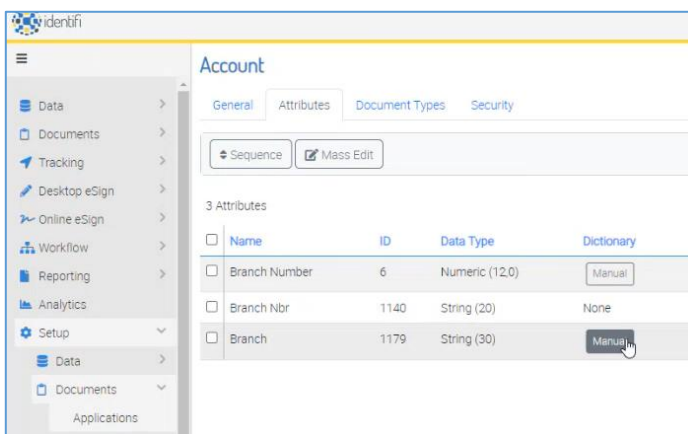 identifi
Account
General Attributes Document Types Security
Sequence Mass Edit
3 Attributes
Name ID Data Type Dictionary
Branch Number 6 Numeric (12,0) Manual
Branch Nbr 1140 String (20) None
Branch 1179 String (30) Manual
Data
Documents
Tracking
Desktop eSign
Online eSign
Workflow
Reporting
Analytics
Setup
Data
Documents
Applications